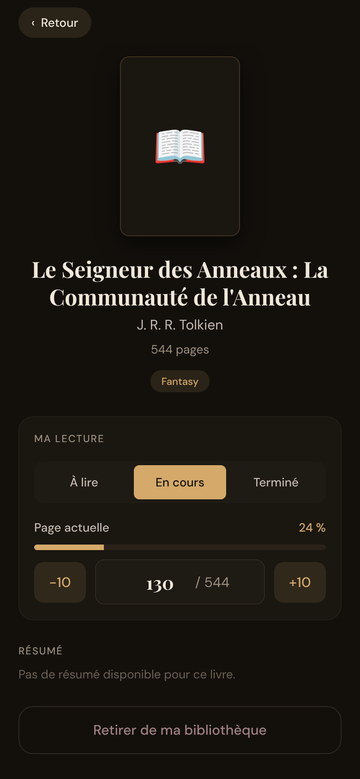 ‹ Retour
Le Seigneur des Anneaux : La
Communauté de l'Anneau
J. R. R. Tolkien
544 pages
Fantasy
MA LECTURE
À lire En cours Terminé
Page actuelle 24 %
-10 130 / 544 +10
RÉSUMÉ
Pas de résumé disponible pour ce livre.
Retirer de ma bibliothèque